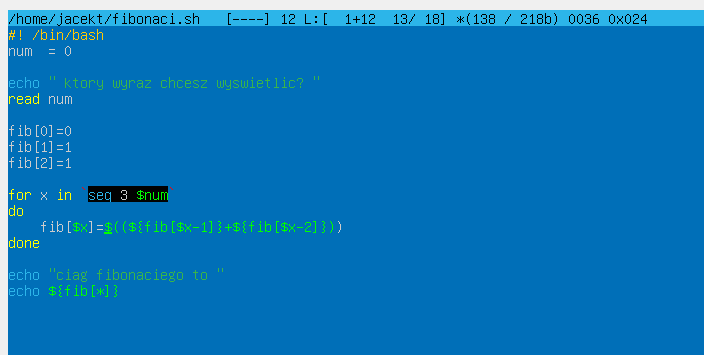 /home/jacekt/fibonaci.sh   [----] 12 L:[  1+12  13/ 18] *(138 / 218b) 0036 0x024
#! /bin/bash
num  = 0
echo " ktory wyraz chcesz wyswietlic? "
read num
fib[0]=0
fib[1]=1
fib[2]=1
for x in  seq 3 $num
do
    fib[$x]=$((${fib[$x-1]}+${fib[$x-2]}))
done
echo "ciag fibonaciego to "
echo ${fib[*]}